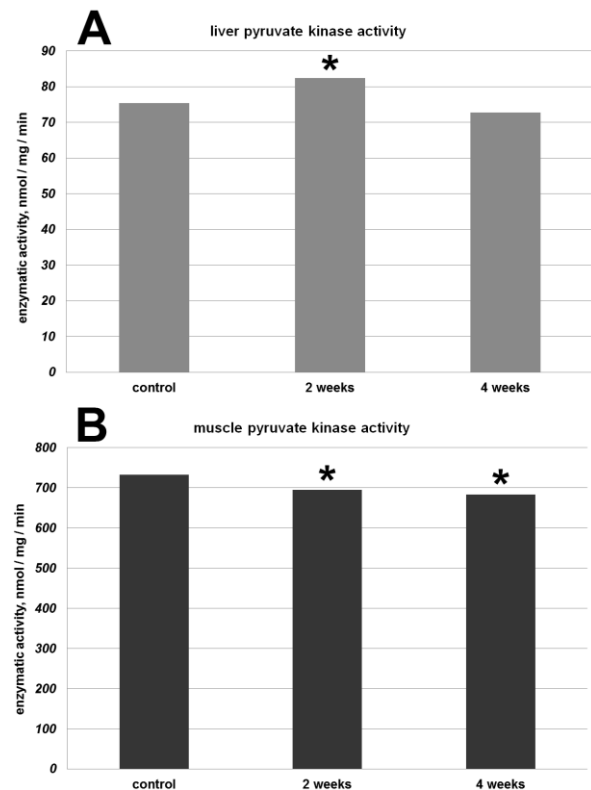 A
liver pyruvate kinase activity
enzymatic activity, nmol / mg / min
90
80
70
60
50
40
30
20
10
0
*
control
2 weeks
4 weeks
B
muscle pyruvate kinase activity
enzymatic activity, nmol / mg / min
800
700
600
500
400
300
200
100
0
*
*
control
2 weeks
4 weeks